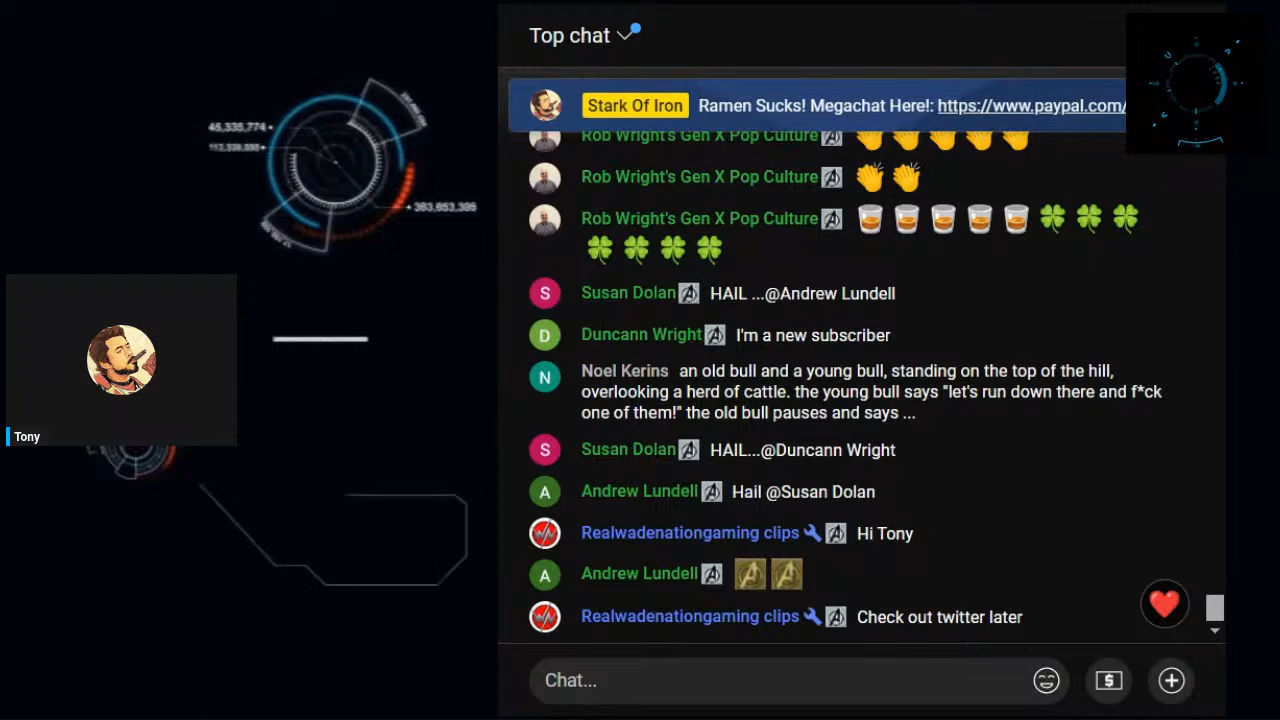 Top chat
Stark Of Iron Ramen Sucks! Megachat Here!: https://www.paypal.com/
Rob Wright's Gen X Pop Culture 👏👏👏👏👏
Rob Wright's Gen X Pop Culture 👏👏
Rob Wright's Gen X Pop Culture 🥃🥃🥃🥃🥃🍀🍀🍀
🍀🍀🍀🍀
S Susan Dolan HAIL ...@Andrew Lundell
D Duncann Wright I'm a new subscriber
N Noel Kerins an old bull and a young bull, standing on the top of the hill,
overlooking a herd of cattle. the young bull says "let's run down there and f*ck
one of them!" the old bull pauses and says ...
S Susan Dolan HAIL...@Duncann Wright
A Andrew Lundell Hail @Susan Dolan
Realwadenationgaming clips Hi Tony
A Andrew Lundell
Realwadenationgaming clips Check out twitter later
Chat...
Tony